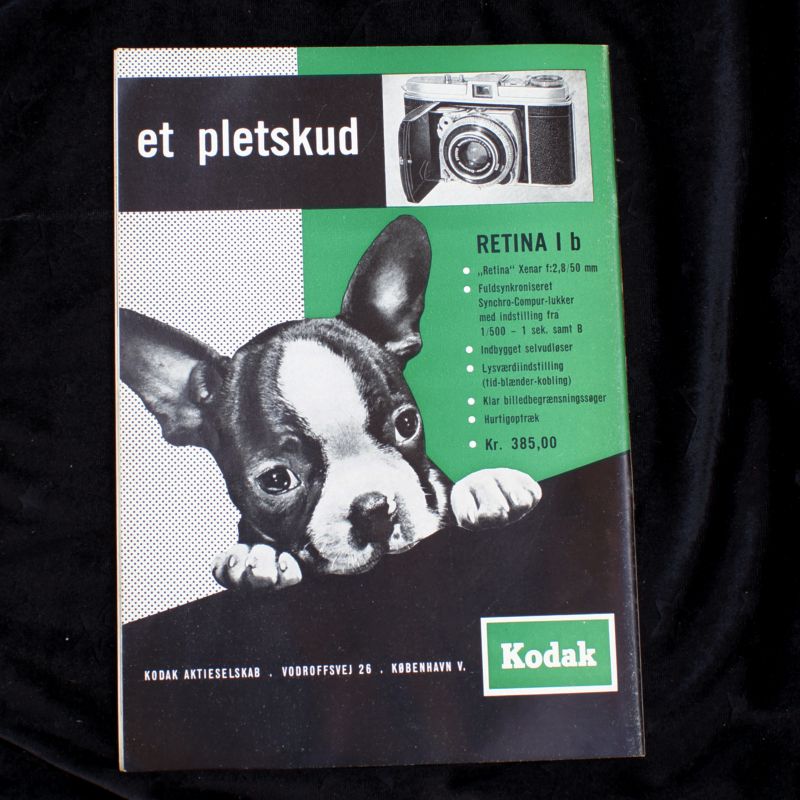 et pletskud
RETINA I b
„Retina“ Xenar f:2,8/50 mm
Fuldsynkroniseret
Synchro-Compur-lukker
med indstilling fra
1/500 – 1 sek. samt B
Indbygget selvudløser
Lysværdiindstilling
(tid-blænder-kobling)
Klar billedbegrænsningssøger
Hurtigoptræk
Kr. 385,00
KODAK AKTIESELSKAB . VODROFFSVEJ 26 . KØBENHAVN V.
Kodak